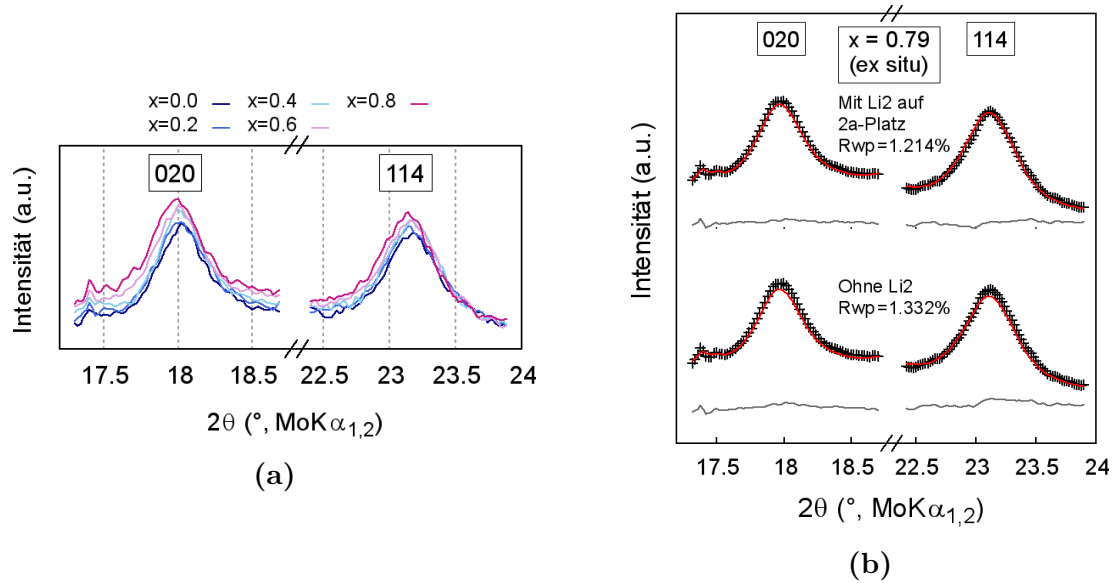 x=0.0 x=0.4 x=0.8
x=0.2 x=0.6
020 114
Intensität (a.u.)
17.5 18 18.5 22.5 23 23.5 24
2θ (°, MoKα1,2)
(a)
020 x = 0.79 114
(ex situ)
Mit Li2 auf
2a-Platz
Rwp=1.214%
Ohne Li2
Rwp=1.332%
Intensität (a.u.)
17.5 18 18.5 22.5 23 23.5 24
2θ (°, MoKα1,2)
(b)